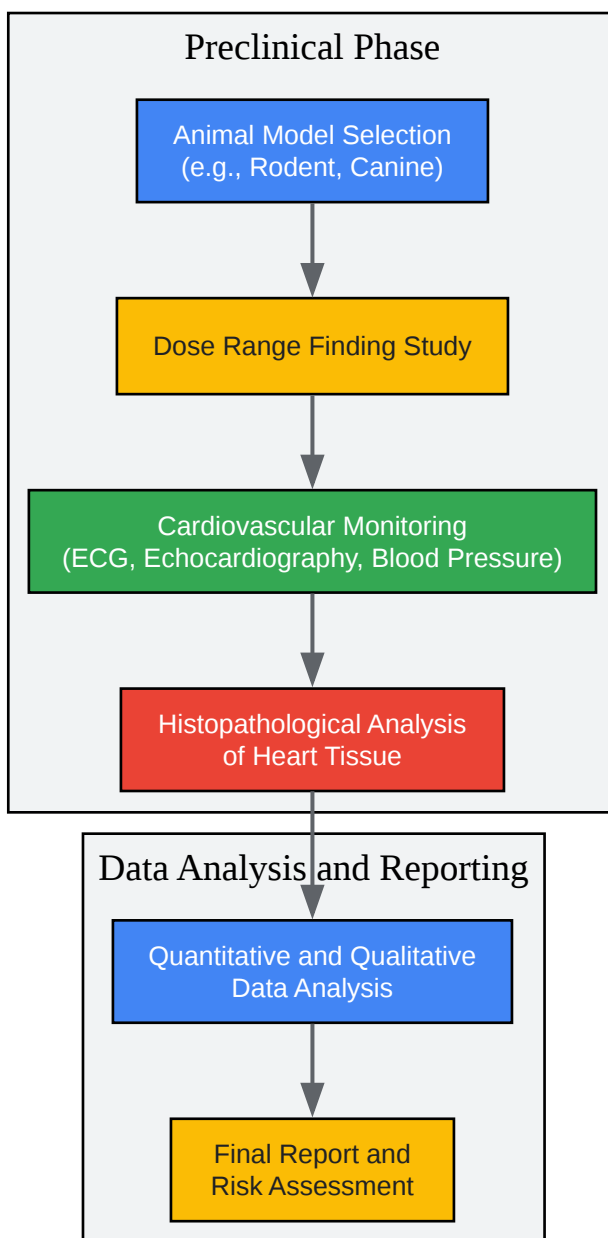 Preclinical Phase
Animal Model Selection
(e.g., Rodent, Canine)
Dose Range Finding Study
Cardiovascular Monitoring
(ECG, Echocardiography, Blood Pressure)
Histopathological Analysis
of Heart Tissue
Data Analysis and Reporting
Quantitative and Qualitative
Data Analysis
Final Report and
Risk Assessment